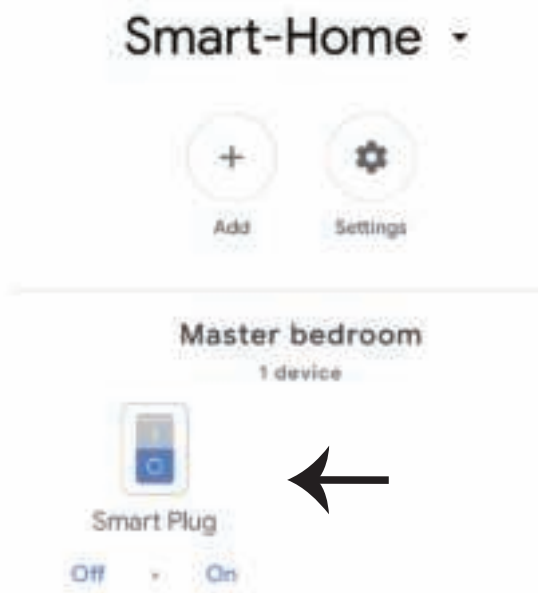 Smart-Home
Add Settings
Master bedroom
1 device
Smart Plug
Off • On